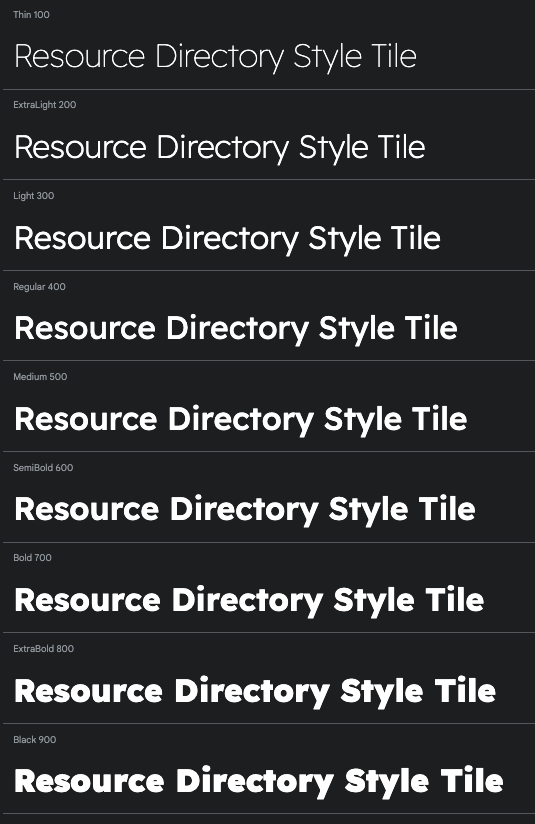 Thin 100
Resource Directory Style Tile
ExtraLight 200
Resource Directory Style Tile
Light 300
Resource Directory Style Tile
Regular 400
Resource Directory Style Tile
Medium 500
Resource Directory Style Tile
SemiBold 600
Resource Directory Style Tile
Bold 700
Resource Directory Style Tile
ExtraBold 800
Resource Directory Style Tile
Black 900
Resource Directory Style Tile